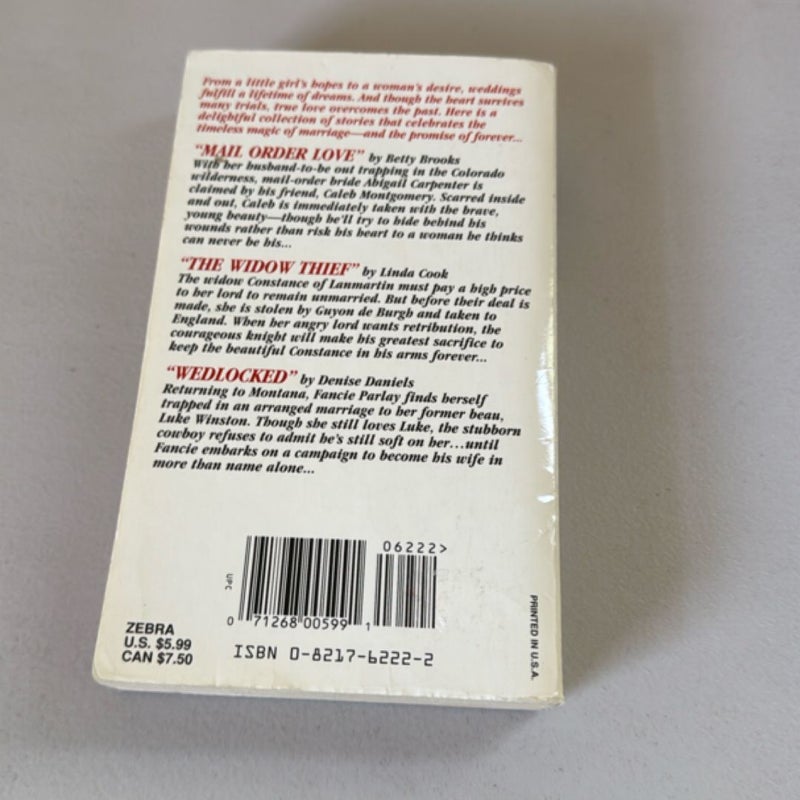 From a little girl's hopes to a woman's desire, weddings
fulfill a lifetime of dreams. And though the heart survives
many trials, true love overcomes the past. Here is a
delightful collection of stories that celebrates the
timeless magic of marriage—and the promise of forever...
"MAIL ORDER LOVE" by Betty Brooks
With her husband-to-be out trapping in the Colorado
wilderness, mail-order bride Abigail Carpenter is
claimed by his friend, Caleb Montgomery. Scarred inside
and out, Caleb is immediately taken with the brave,
young beauty—though he'll try to hide behind his
wounds rather than risk his heart to a woman he thinks
can never be his...
"THE WIDOW THIEF" by Linda Cook
The widow Constance of Lanmartin must pay a high price
to her lord to remain unmarried. But before their deal is
made, she is stolen by Guyon de Burgh and taken to
England. When her angry lord wants retribution, the
courageous knight will make his greatest sacrifice to
keep the beautiful Constance in his arms forever...
"WEDLOCKED" by Denise Daniels
Returning to Montana, Fancie Parlay finds herself
trapped in an arranged marriage to her former beau,
Luke Winston. Though she still loves Luke, the stubborn
cowboy refuses to admit he's still soft on her...until
Fancie embarks on a campaign to become his wife in
more than name alone...
06222>
UPC
0 71268 00599 1
ZEBRA
U.S. $5.99
CAN $7.50
ISBN 0-8217-6222-2
PRINTED IN U.S.A.